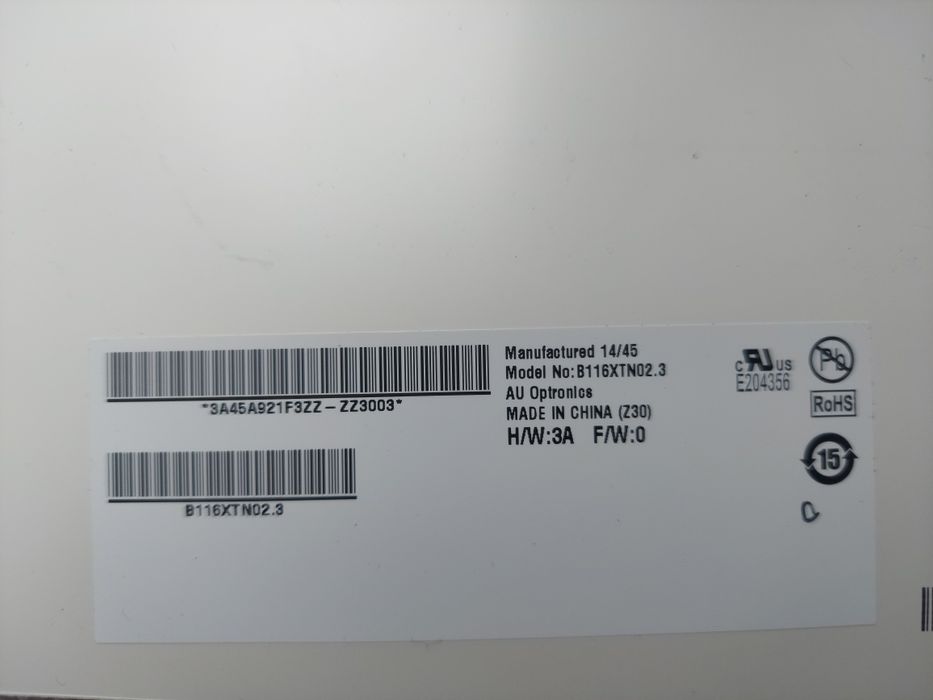 *3A45A921F3ZZ-ZZ3003*
B116XTN02.3
Manufactured 14/45
Model No:B116XTN02.3
AU Optronics
MADE IN CHINA (Z30)
H/W:3A F/W:0
c RU US
E204356
Pb
RoHS
15